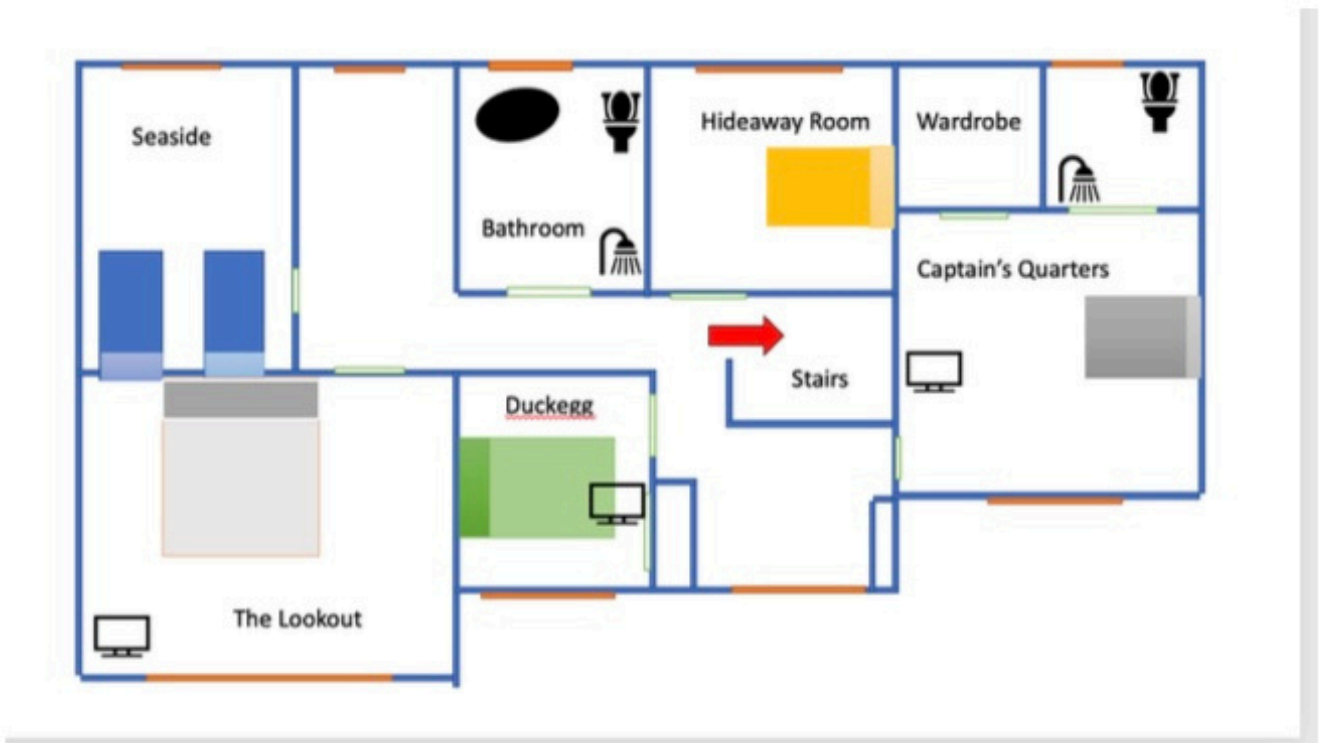 Seaside
Hideaway Room
Wardrobe
Bathroom
Captain's Quarters
Stairs
Duckegg
The Lookout